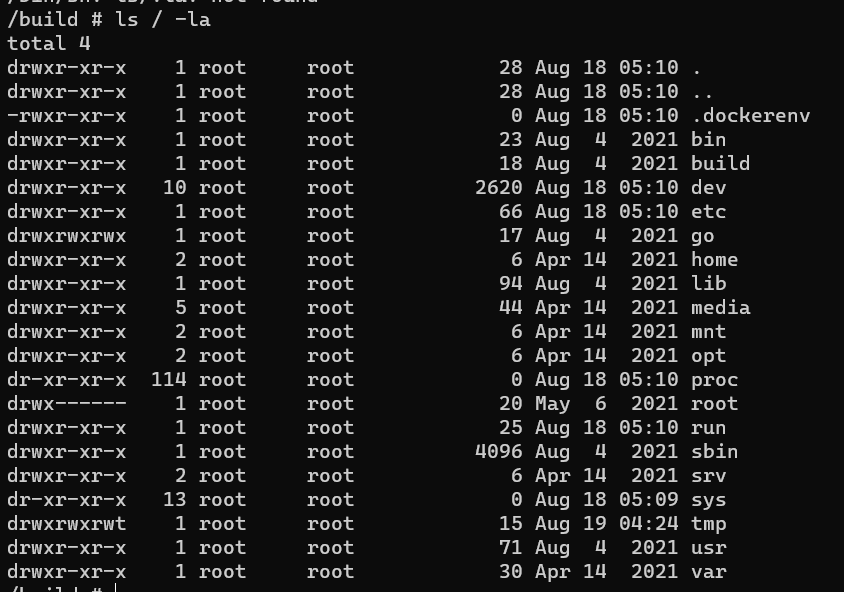 /build # ls / -la
total 4
drwxr-xr-x    1 root     root            28 Aug 18 05:10 .
drwxr-xr-x    1 root     root            28 Aug 18 05:10 ..
-rwxr-xr-x    1 root     root             0 Aug 18 05:10 .dockerenv
drwxr-xr-x    1 root     root            23 Aug  4  2021 bin
drwxr-xr-x    1 root     root            18 Aug  4  2021 build
drwxr-xr-x   10 root     root          2620 Aug 18 05:10 dev
drwxr-xr-x    1 root     root            66 Aug 18 05:10 etc
drwxrwxrwx    1 root     root            17 Aug  4  2021 go
drwxr-xr-x    2 root     root             6 Apr 14  2021 home
drwxr-xr-x    1 root     root            94 Aug  4  2021 lib
drwxr-xr-x    5 root     root            44 Apr 14  2021 media
drwxr-xr-x    2 root     root             6 Apr 14  2021 mnt
drwxr-xr-x    2 root     root             6 Apr 14  2021 opt
dr-xr-xr-x  114 root     root             0 Aug 18 05:10 proc
drwx------    1 root     root            20 May  6  2021 root
drwxr-xr-x    1 root     root            25 Aug 18 05:10 run
drwxr-xr-x    1 root     root          4096 Aug  4  2021 sbin
drwxr-xr-x    2 root     root             6 Apr 14  2021 srv
dr-xr-xr-x   13 root     root             0 Aug 18 05:09 sys
drwxrwxrwt    1 root     root            15 Aug 19 04:24 tmp
drwxr-xr-x    1 root     root            71 Aug  4  2021 usr
drwxr-xr-x    1 root     root            30 Apr 14  2021 var
/build #